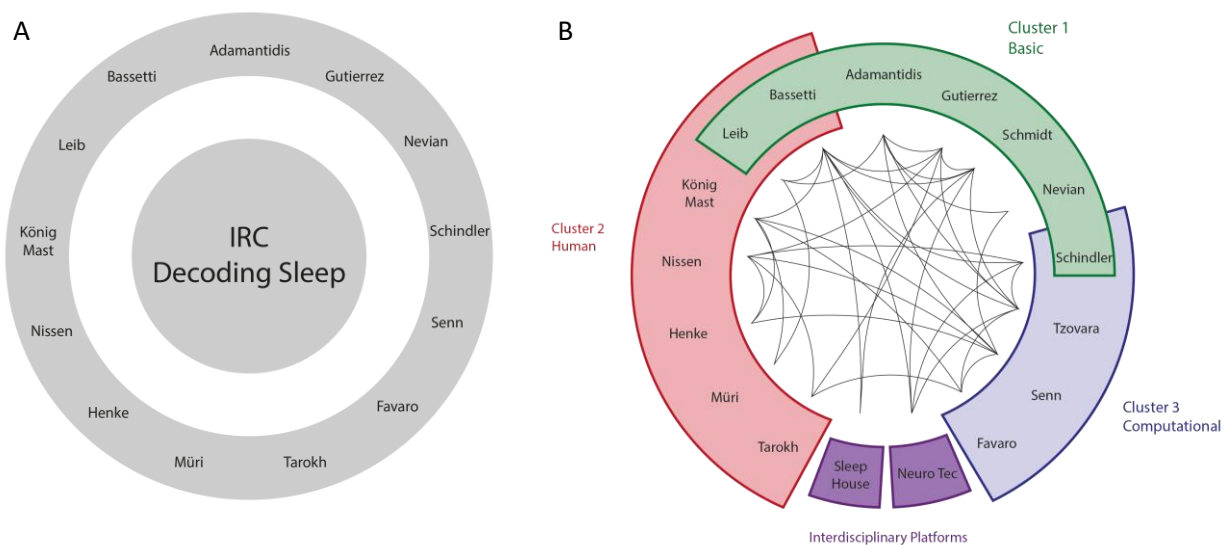 A
Adamantidis
Bassetti
Gutierrez
Leib
Nevian
König
Mast
Schindler
IRC
Decoding Sleep
Nissen
Senn
Henke
Favaro
Müri
Tarokh
B
Cluster 1
Basic
Adamantidis
Bassetti
Gutierrez
Leib
Schmidt
König
Mast
Nevian
Cluster 2
Human
Nissen
Schindler
Henke
Tzovara
Müri
Senn
Cluster 3
Computational
Tarokh
Favaro
Sleep
House
Neuro Tec
Interdisciplinary Platforms